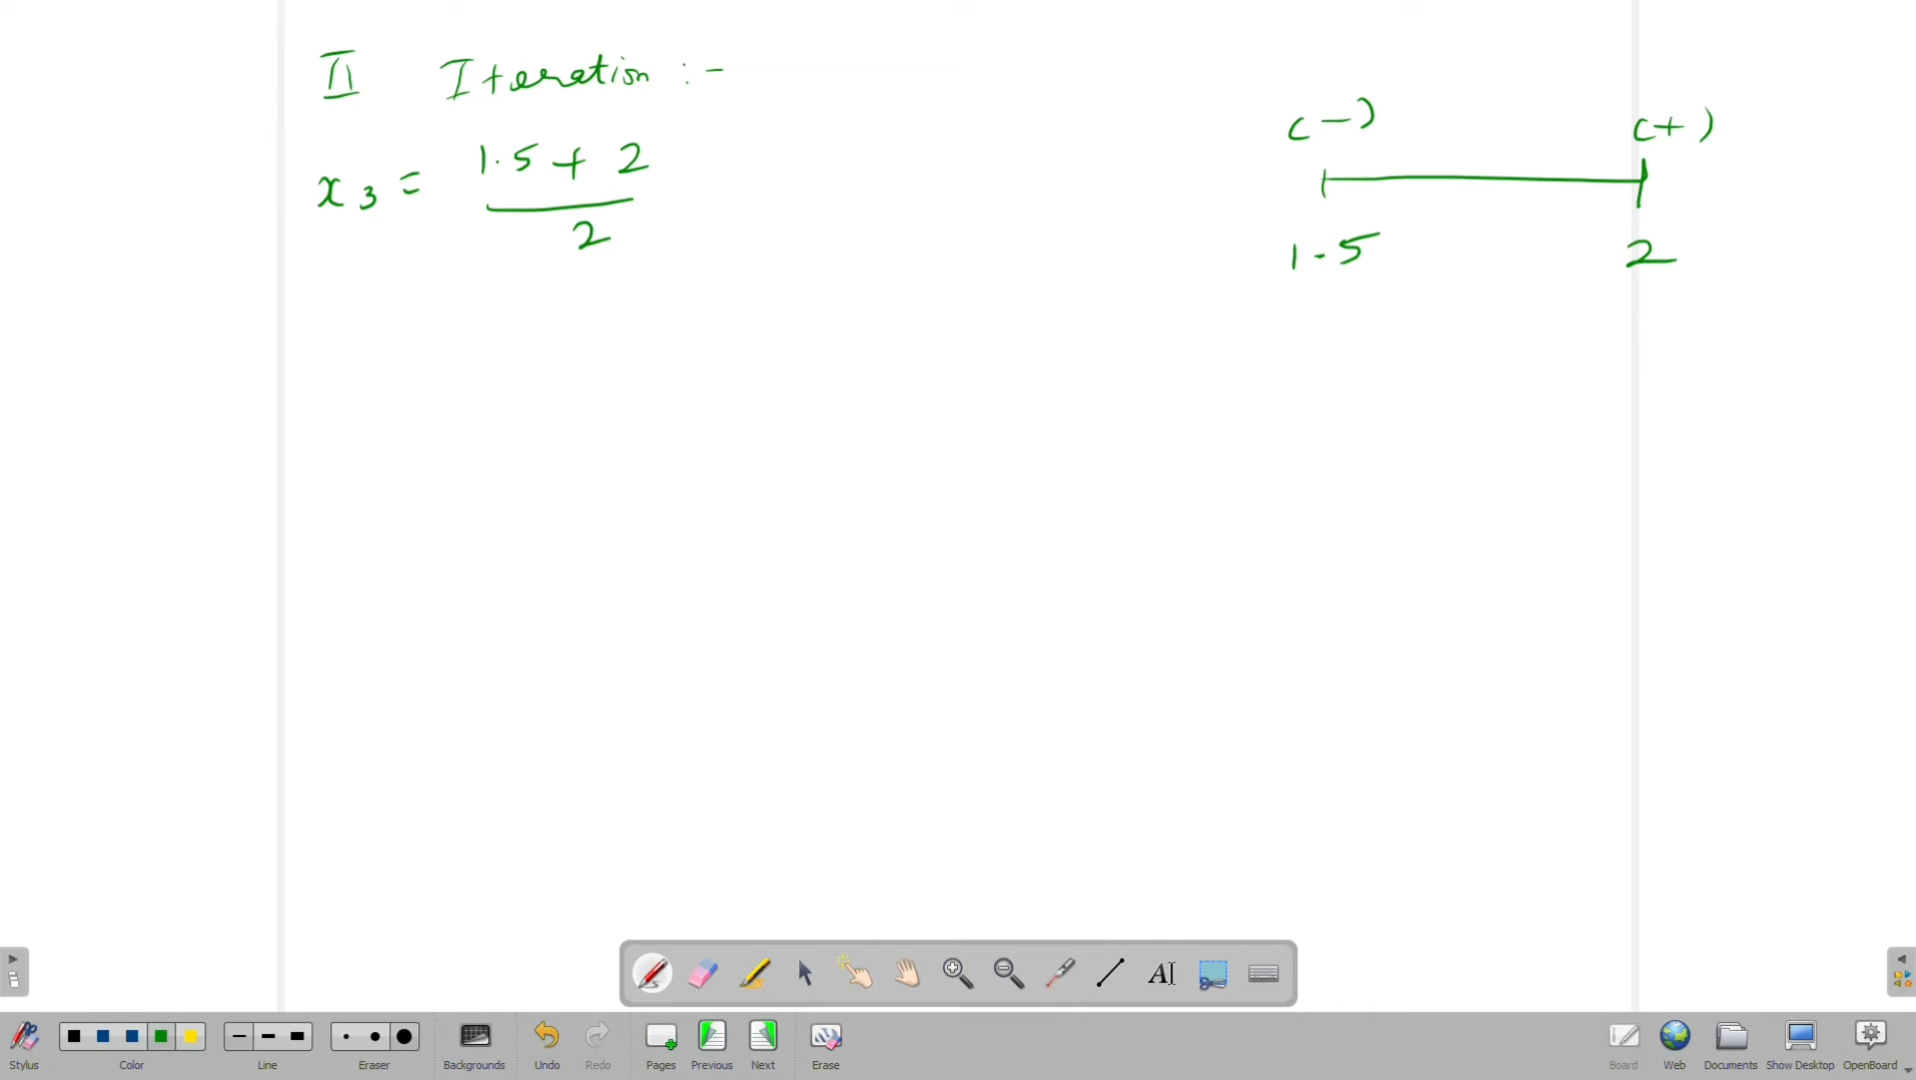 II Iteration :-
x3 = 1.5 + 2
2
(-) (+)
1.5 2
AI
Stylus Color Line Eraser Backgrounds Undo Redo Pages Previous Next Erase Board Web Documents Show Desktop OpenBoard